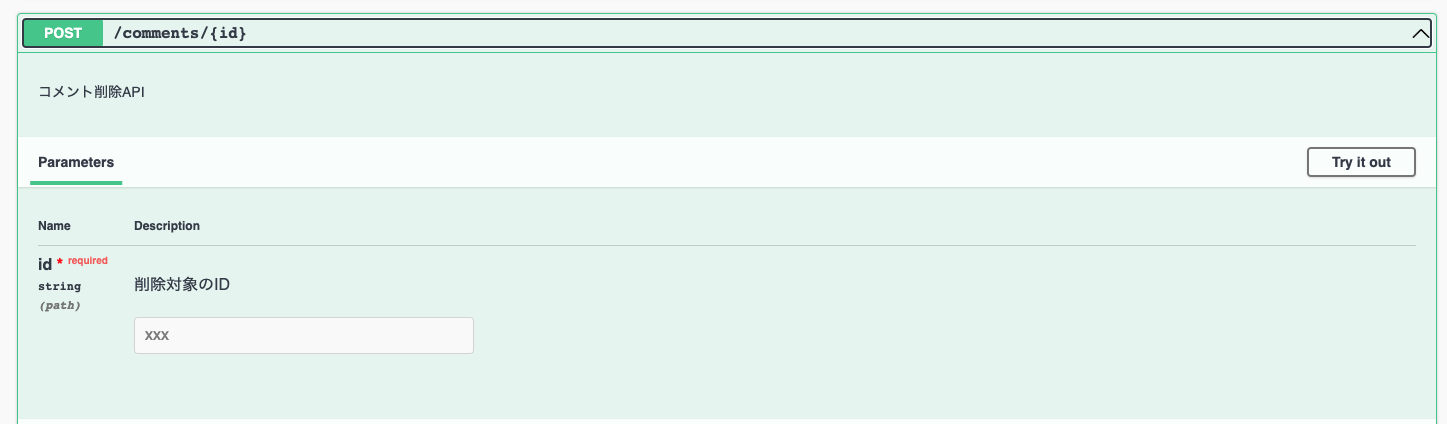 POST /comments/{id}
コメント削除API
Parameters Try it out
Name Description
id * required
string
(path)
削除対象のID
XXX